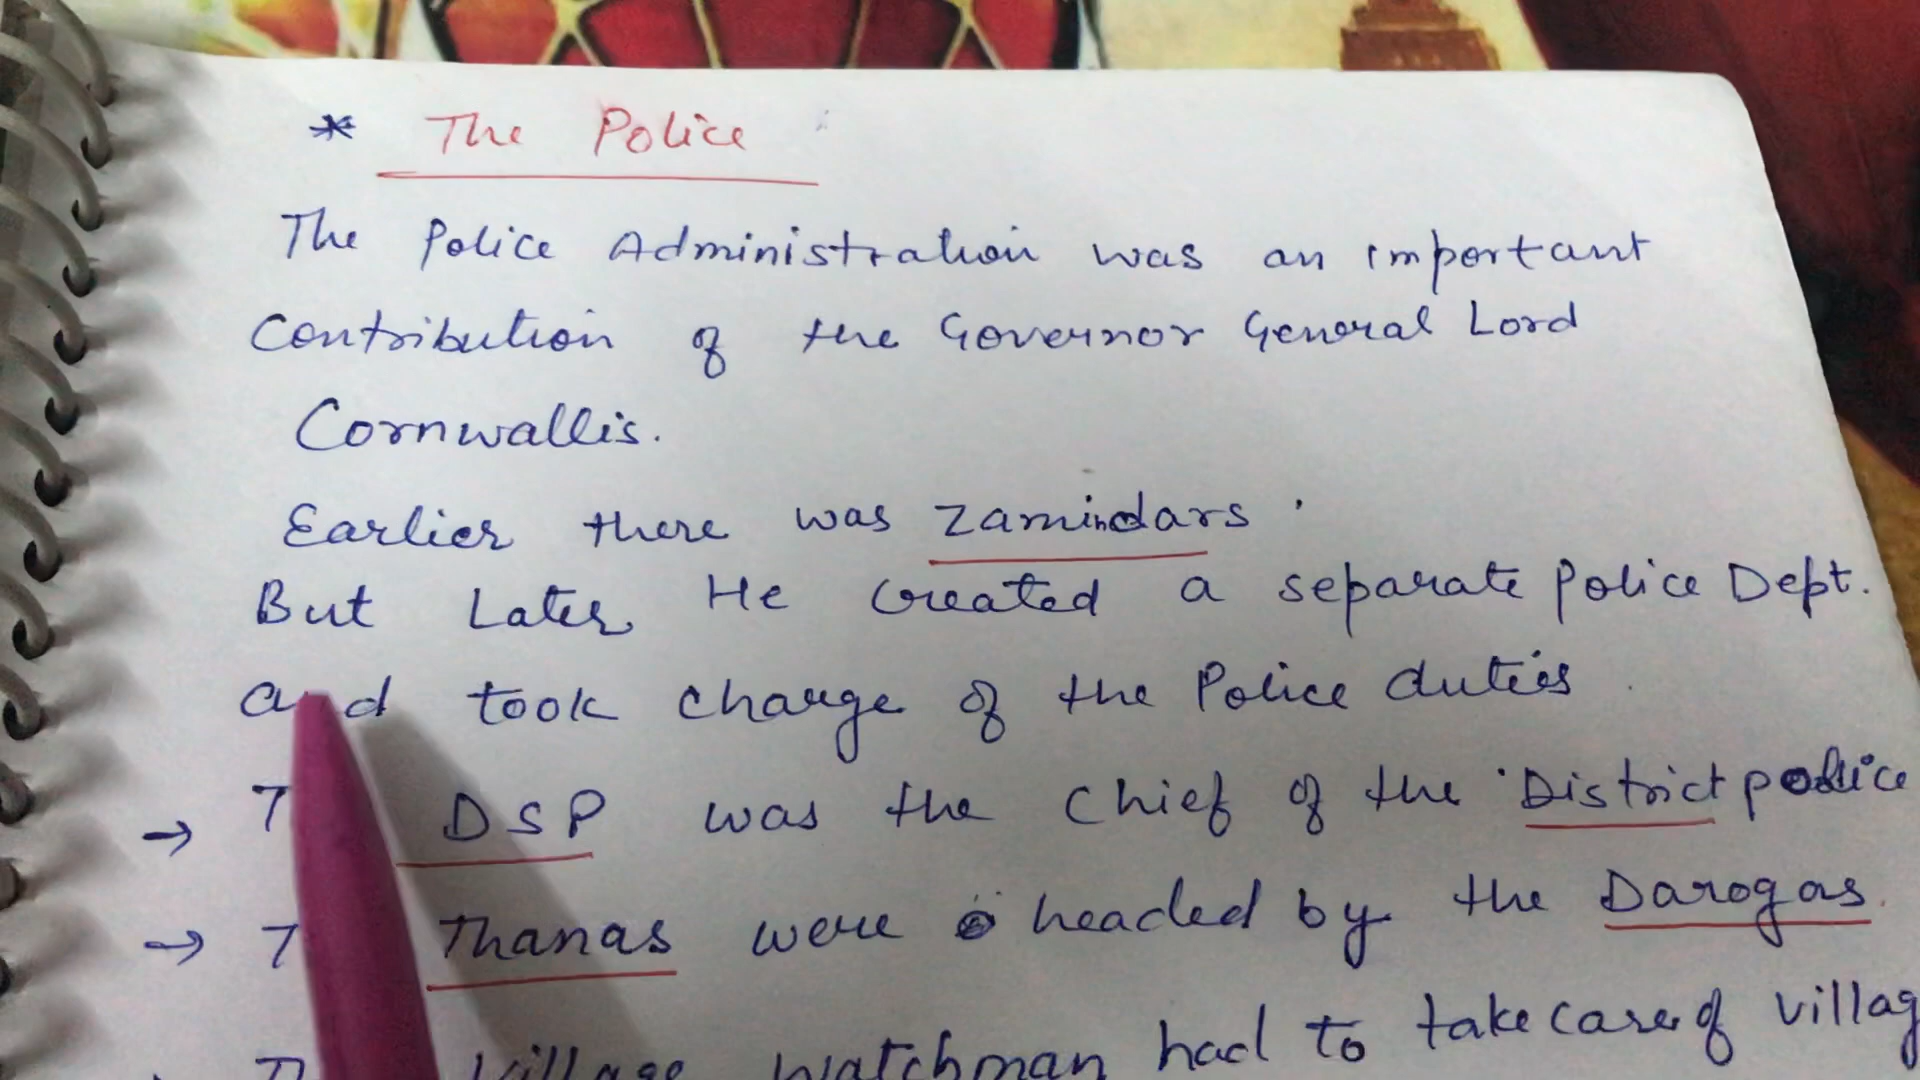 * The Police
The Police Administration was an important
Contribution of the Governor General Lord
Cornwallis.
Earlier there was Zamindars.
But Later He created a separate Police Dept.
and took charge of the Police duties.
→ DSP was the Chief of the District police
→ Thanas were headed by the Darogas.
Village Watchman had to take care of